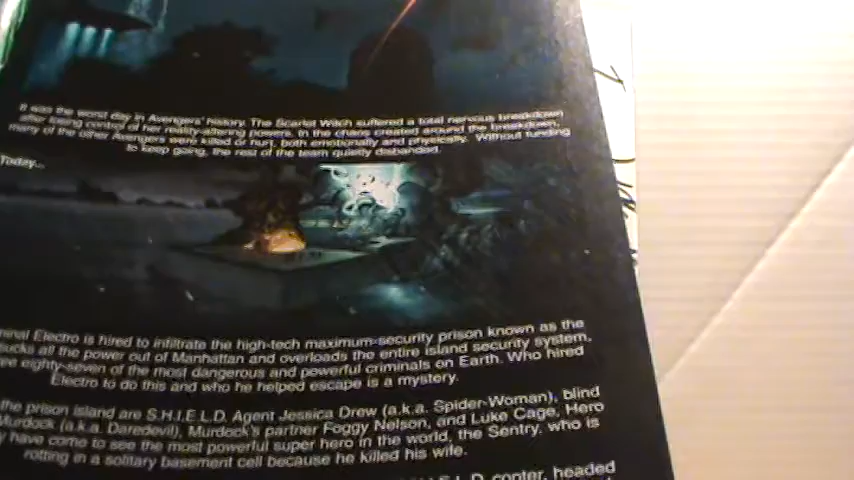 It was the worst day in Avengers' history. The Scarlet Witch suffered a total nervous breakdown
after losing control of her reality-altering powers. In the chaos created around the breakdown,
many of the other Avengers were killed or hurt, both emotionally and physically. Without funding
to keep going, the rest of the team quietly disbanded.
Today...
minal Electro is hired to infiltrate the high-tech maximum-security prison known as the
sucks all the power out of Manhattan and overloads the entire island security system,
ee eighty-seven of the most dangerous and powerful criminals on Earth. Who hired
Electro to do this and who he helped escape is a mystery.
the prison island are S.H.I.E.L.D. Agent Jessica Drew (a.k.a. Spider-Woman), blind
Murdock (a.k.a. Daredevil), Murdock's partner Foggy Nelson, and Luke Cage, Hero
y have come to see the most powerful super hero in the world, the Sentry, who is
rotting in a solitary basement cell because he killed his wife.
copter, headed